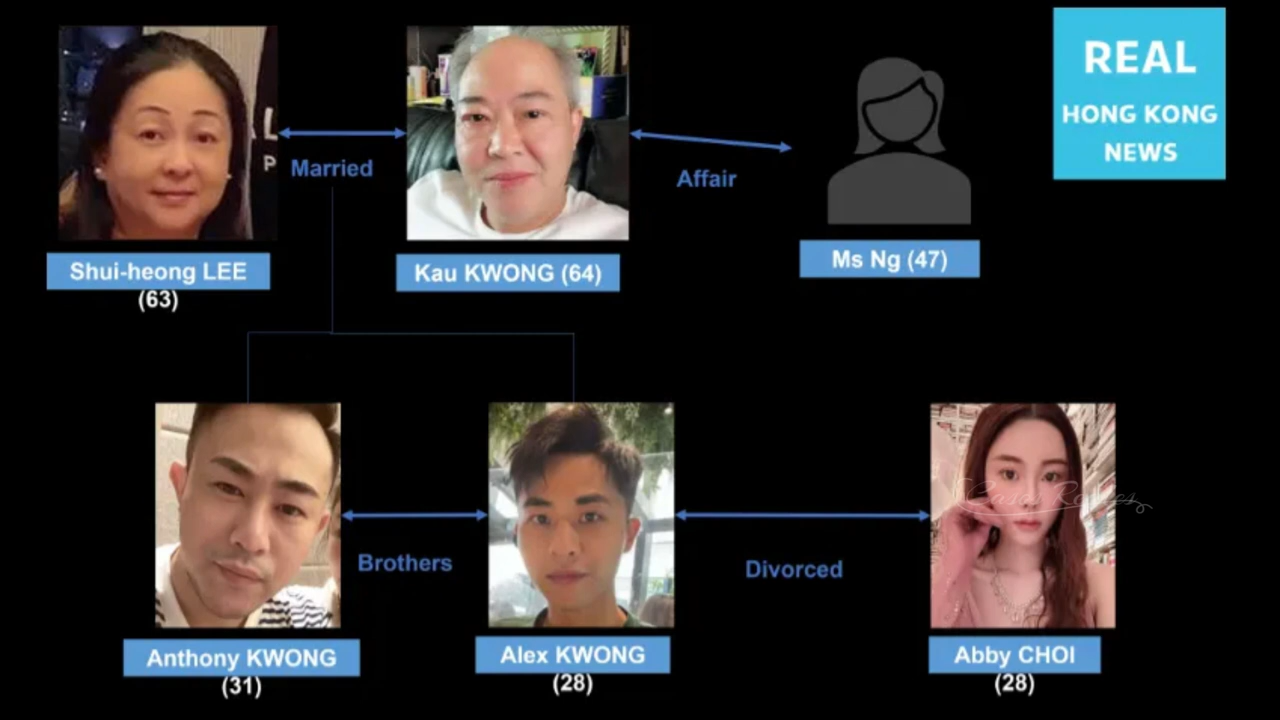 REAL
HONG KONG
NEWS
Married
Affair
Shui-heong LEE
(63)
Kau KWONG (64)
Ms Ng (47)
Brothers
Divorced
Anthony KWONG
(31)
Alex KWONG
(28)
Abby CHOI
(28)